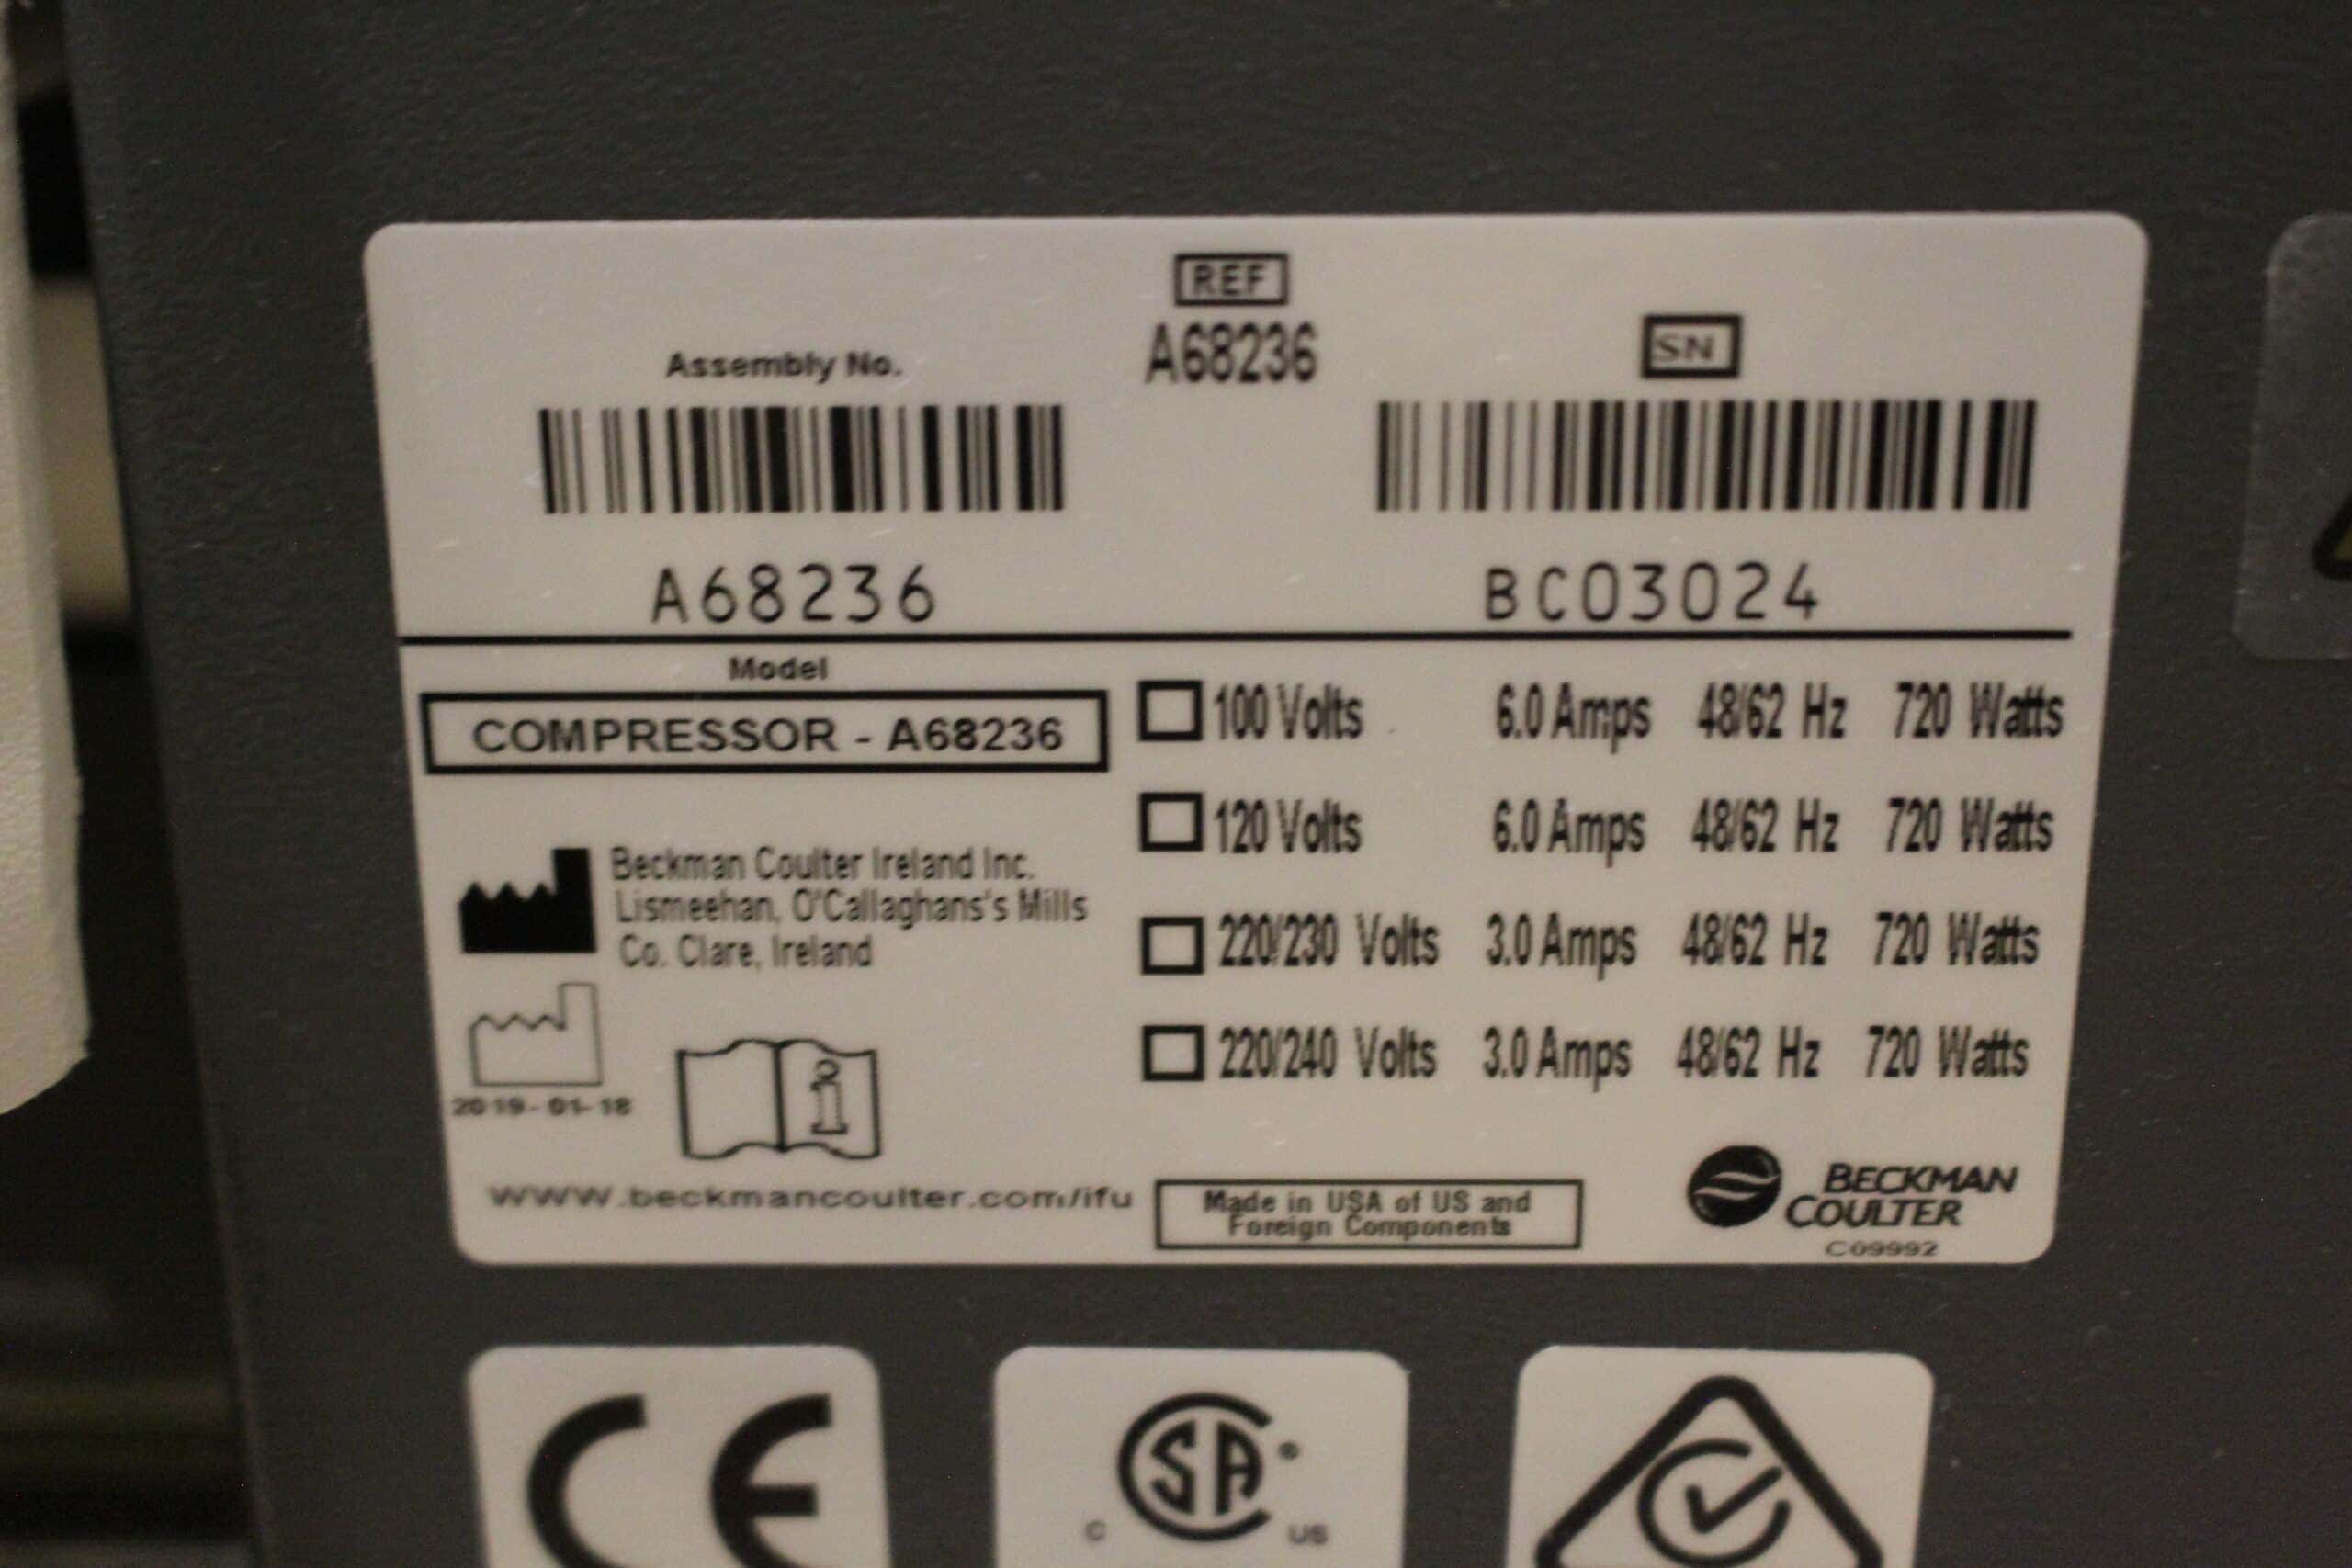 REF
A68236
Assembly No.
SN
A68236
BC03024
Model
COMPRESSOR - A68236
100 Volts 6.0 Amps 48/62 Hz 720 Watts
120 Volts 6.0 Amps 48/62 Hz 720 Watts
220/230 Volts 3.0 Amps 48/62 Hz 720 Watts
220/240 Volts 3.0 Amps 48/62 Hz 720 Watts
Beckman Coulter Ireland Inc.
Lismeehan, O'Callaghans's Mills
Co. Clare, Ireland
2019-01-18
i
www.beckmancoulter.com/ifu
Made in USA of US and
Foreign Components
BECKMAN
COULTER
C09992
CE
CSA®
C US